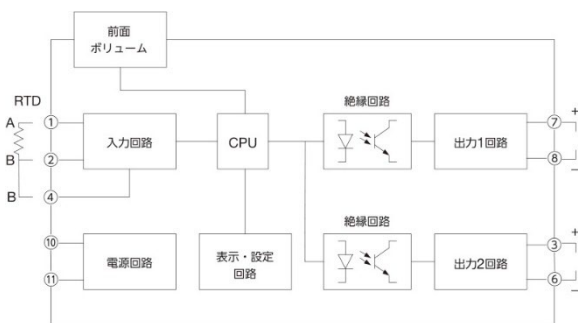 前面
ボリューム
RTD
A
①
B
②
B
④
入力回路
CPU
絶縁回路
出力1回路
⑦
+
⑧
−
⑩
⑪
電源回路
表示・設定
回路
絶縁回路
出力2回路
③
+
⑥
−